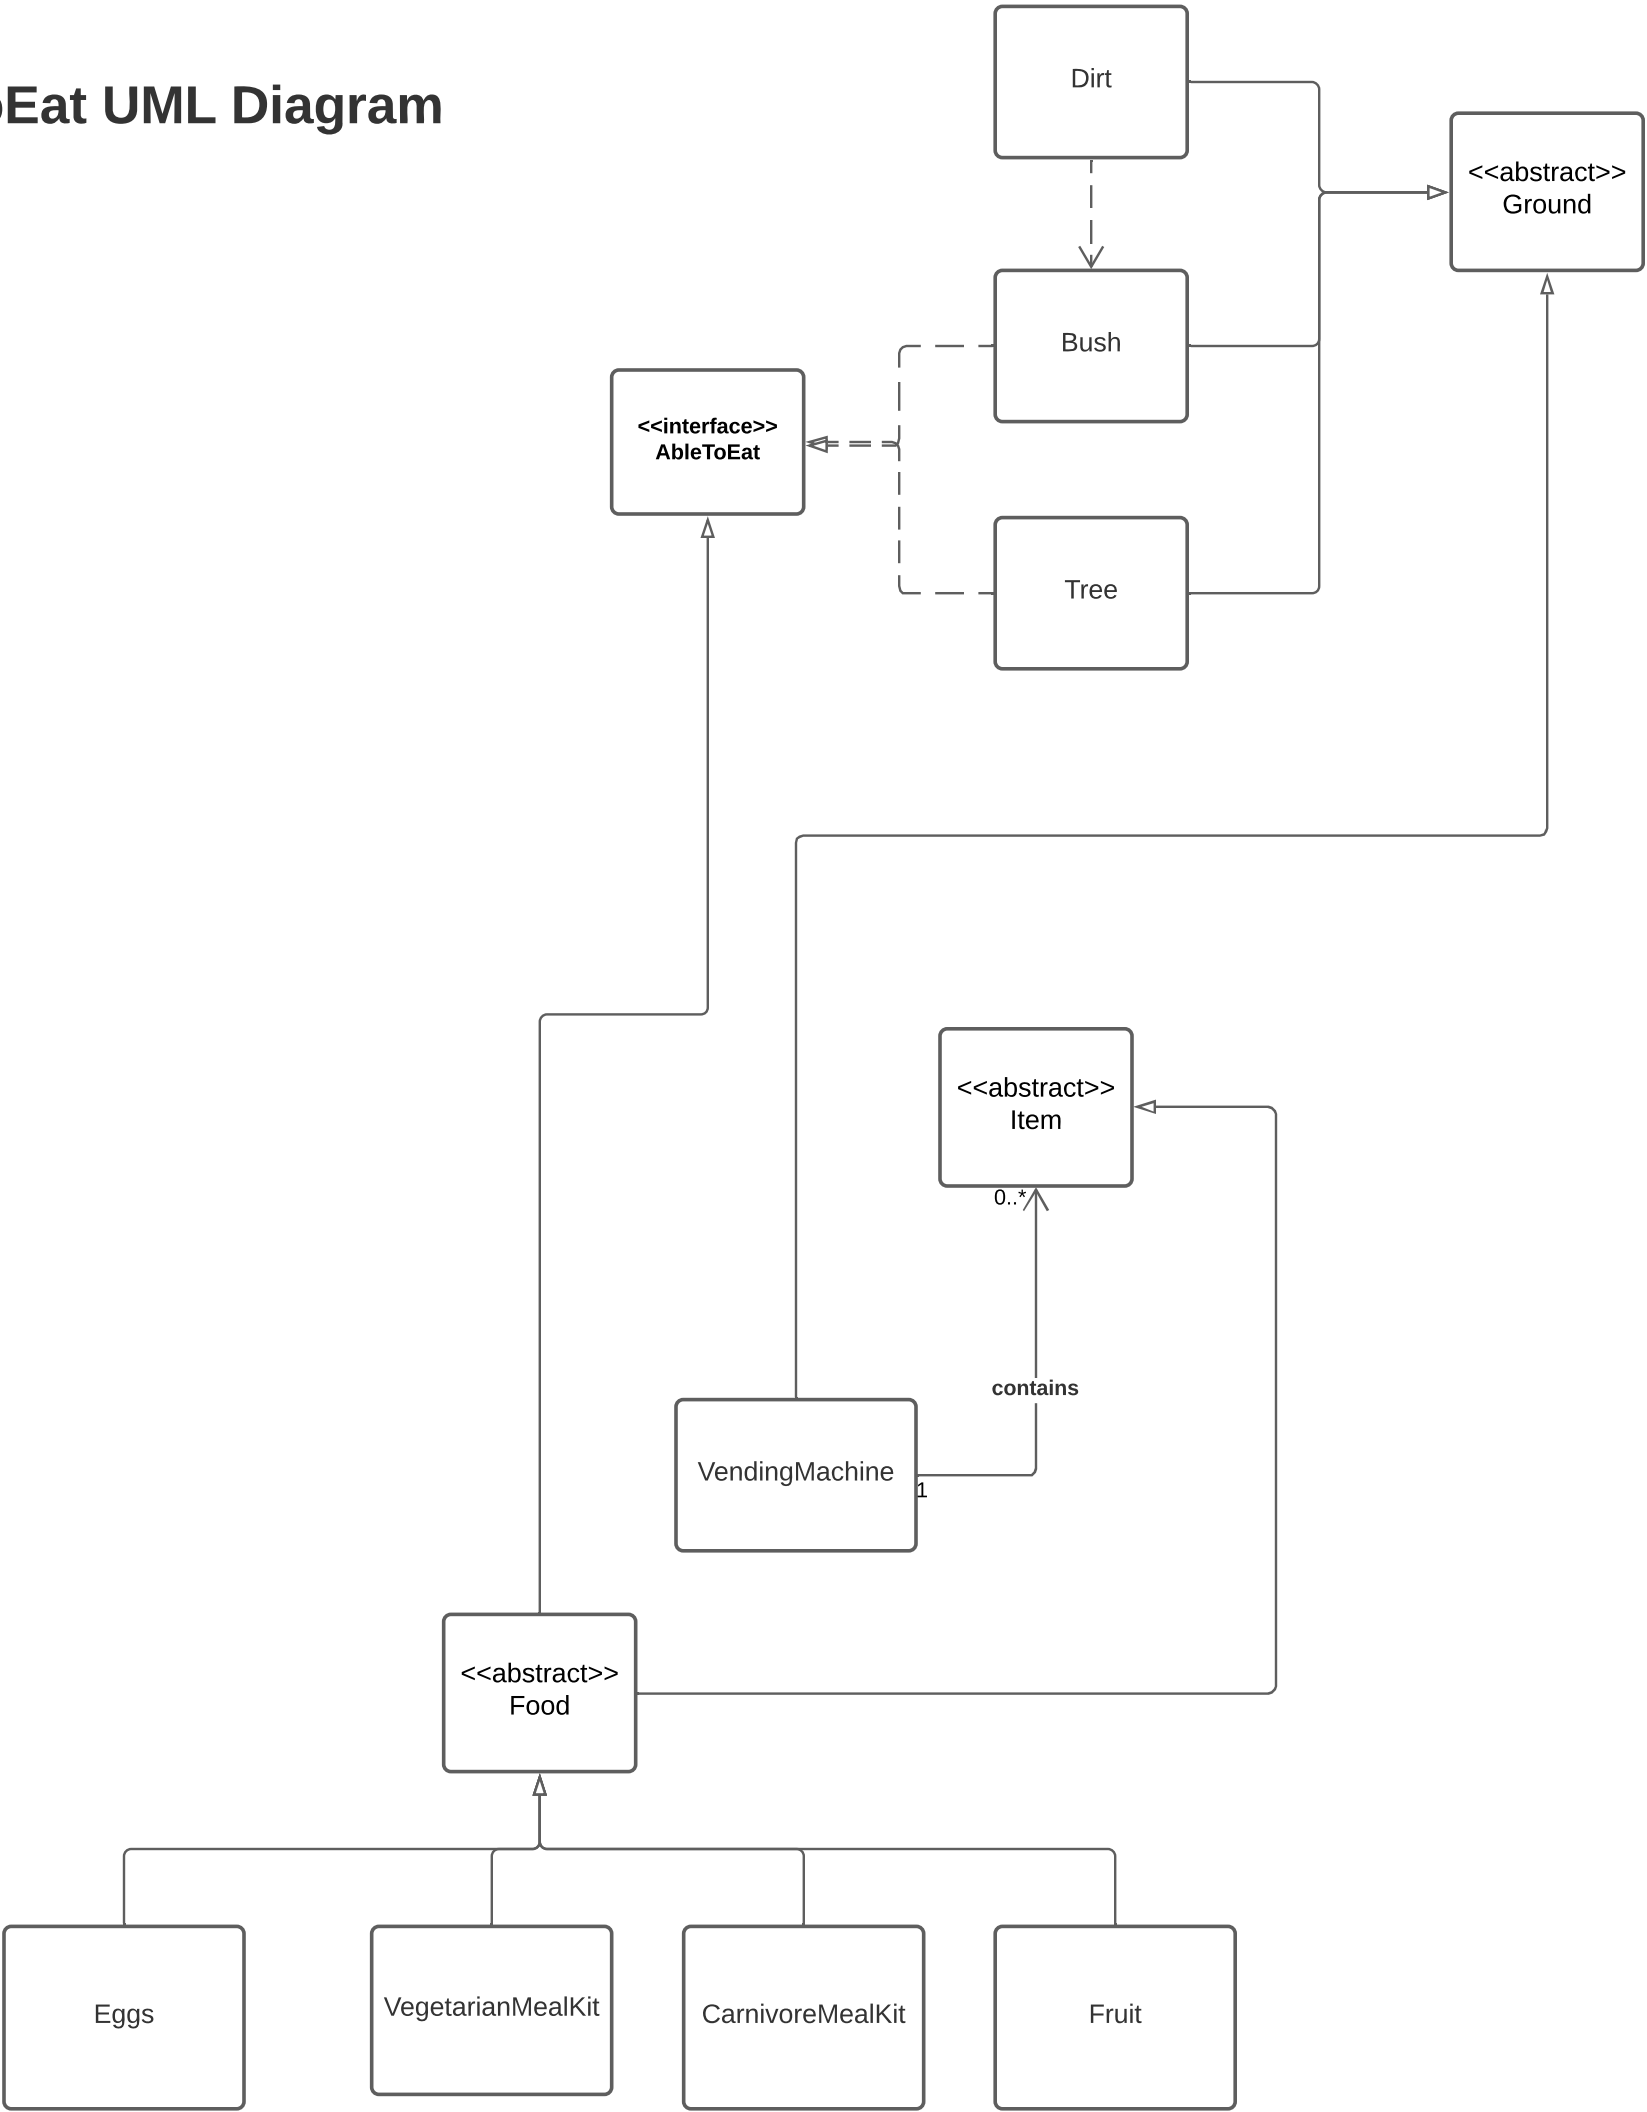 Dirt
oEat UML Diagram
<<abstract>>
Ground
Bush
<<interface>>
AbleToEat
Tree
<<abstract>>
Item
0..*
contains
VendingMachine
1
<<abstract>>
Food
Eggs
VegetarianMealKit
CarnivoreMealKit
Fruit